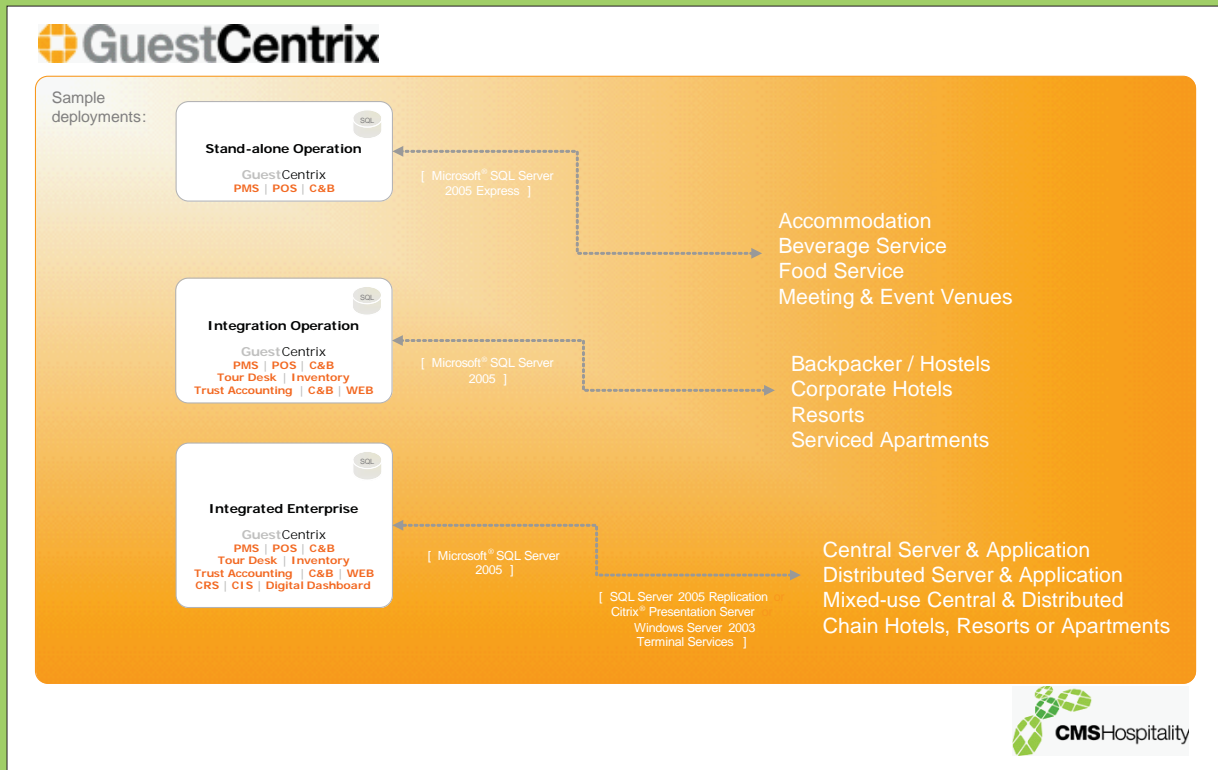 GuestCentrix
Sample
deployments:
SQL
Stand-alone Operation
GuestCentrix
PMS | POS | C&B
[ Microsoft® SQL Server
2005 Express ]
Accommodation
Beverage Service
Food Service
Meeting & Event Venues
SQL
Integration Operation
GuestCentrix
PMS | POS | C&B
Tour Desk | Inventory
Trust Accounting | C&B | WEB
[ Microsoft® SQL Server
2005 ]
Backpacker / Hostels
Corporate Hotels
Resorts
Serviced Apartments
SQL
Integrated Enterprise
GuestCentrix
PMS | POS | C&B
Tour Desk | Inventory
Trust Accounting | C&B | WEB
CRS | CIS | Digital Dashboard
[ Microsoft® SQL Server
2005 ]
[ SQL Server 2005 Replication or
Citrix® Presentation Server or
Windows Server 2003
Terminal Services ]
Central Server & Application
Distributed Server & Application
Mixed-use Central & Distributed
Chain Hotels, Resorts or Apartments
CMSHospitality